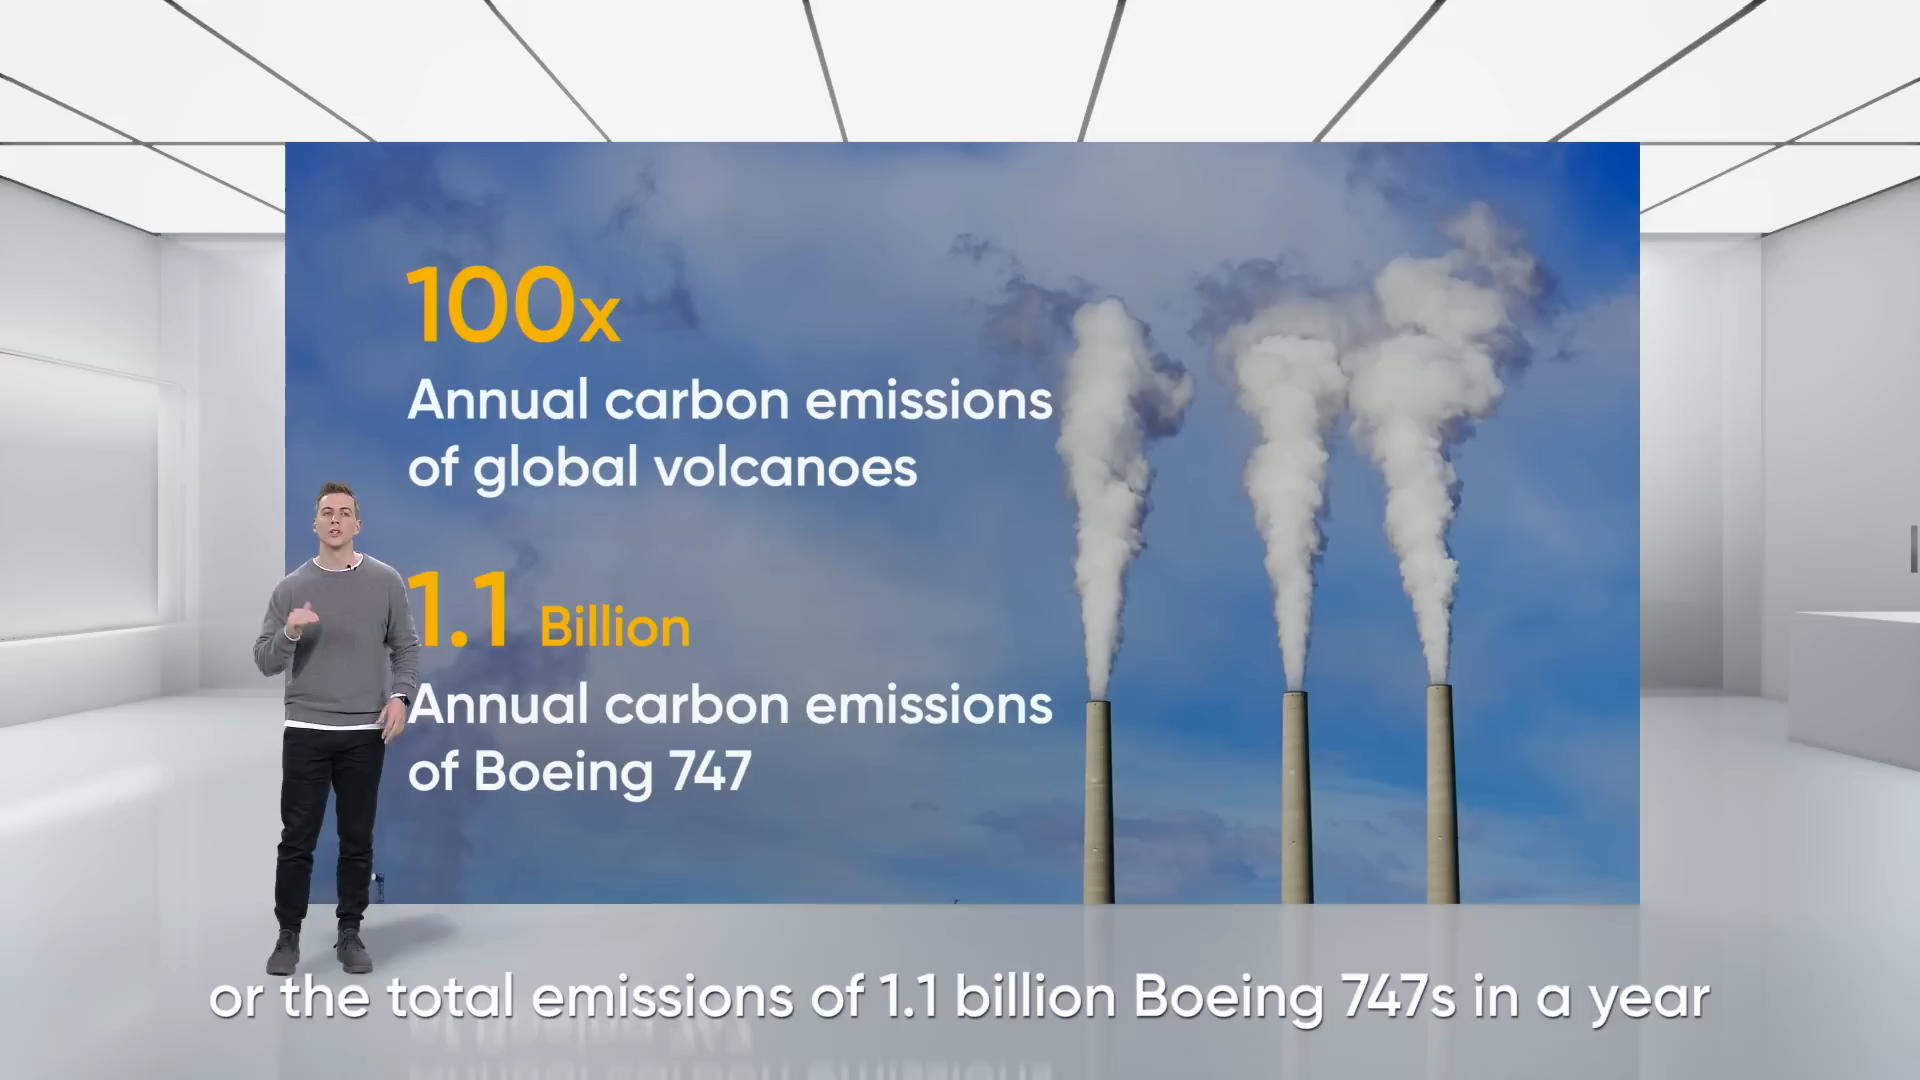 100x
Annual carbon emissions
of global volcanoes
1.1 Billion
Annual carbon emissions
of Boeing 747
or the total emissions of 1.1 billion Boeing 747s in a year